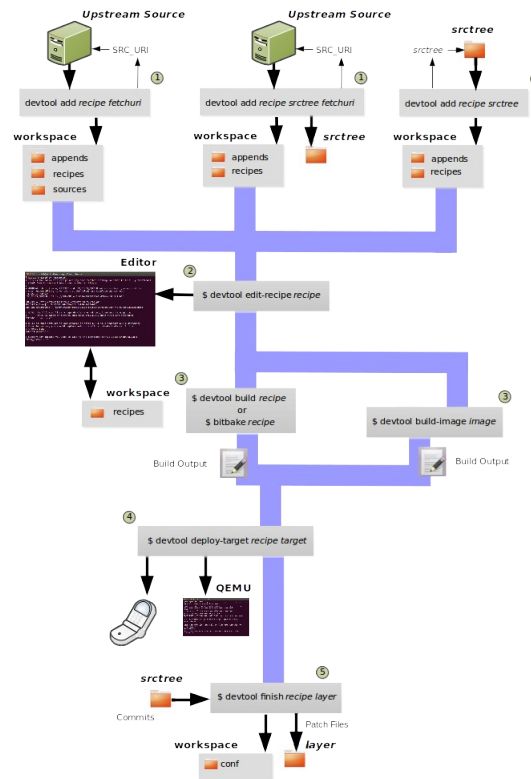 Upstream Source
Upstream Source
srctree
SRC_URI
SRC_URI
srctree
1
1
devtool add recipe fetchuri
devtool add recipe srctree fetchuri
devtool add recipe srctree
workspace
workspace
srctree
workspace
appends
recipes
sources
appends
recipes
appends
recipes
Editor
2
$ devtool edit-recipe recipe
workspace
recipes
3
$ devtool build recipe
or
$ bitbake recipe
3
$ devtool build-image image
Build Output
Build Output
4
$ devtool deploy-target recipe target
QEMU
5
srctree
$ devtool finish recipe layer
Commits
Patch Files
workspace
layer
conf